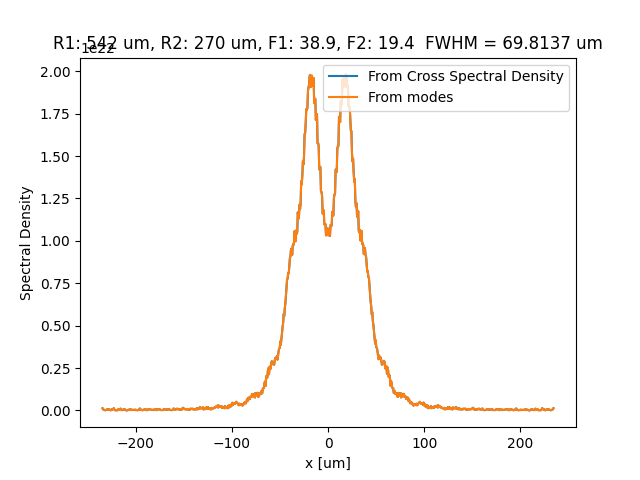 R1: 542 um, R2: 270 um, F1: 38.9, F2: 19.4  FWHM = 69.8137 um
1e22
From Cross Spectral Density
From modes
2.00
1.75
1.50
1.25
1.00
0.75
0.50
0.25
0.00
Spectral Density
−200 −100 0 100 200
x [um]